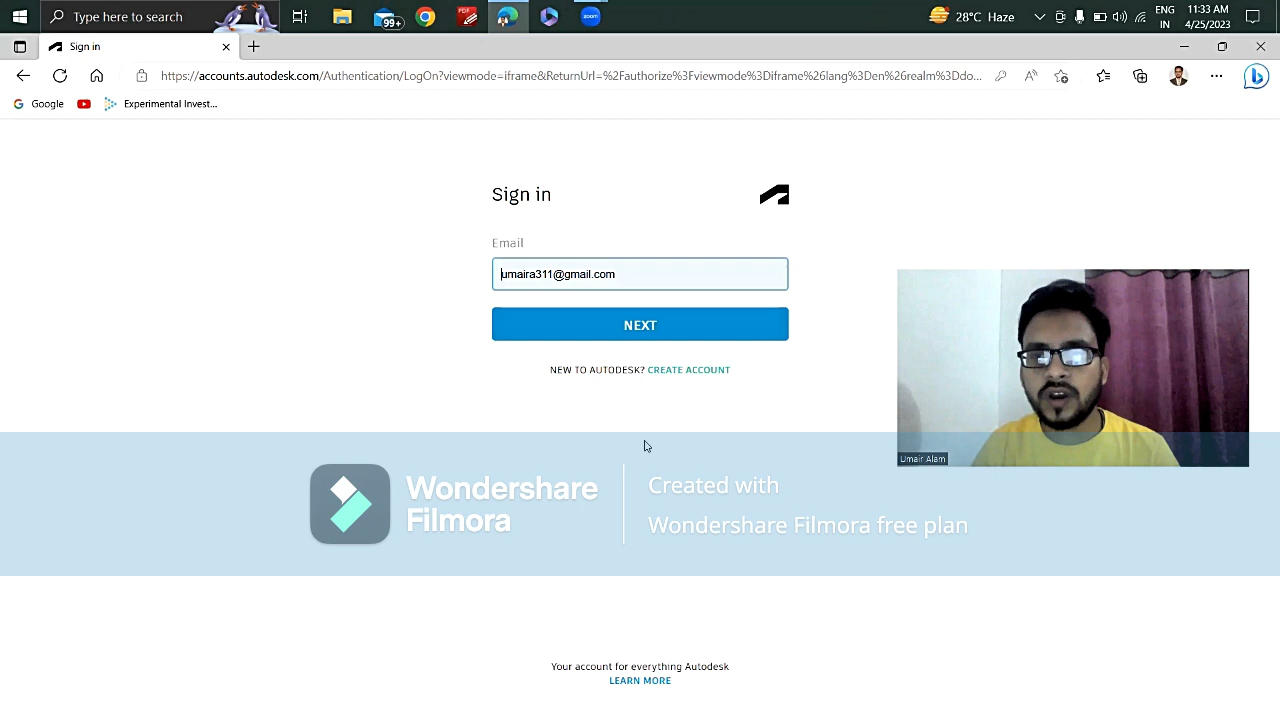 Type here to search
99+
zoom
28°C Haze
ENG
IN
11:33 AM
4/25/2023
Sign in
https://accounts.autodesk.com/Authentication/LogOn?viewmode=iframe&ReturnUrl=%2Fauthorize%3Fviewmode%3Diframe%26lang%3Den%26realm%3Ddo...
Google
Experimental Invest...
Sign in
Email
umaira311@gmail.com
NEXT
NEW TO AUTODESK? CREATE ACCOUNT
Umair Alam
Wondershare
Filmora
Created with
Wondershare Filmora free plan
Your account for everything Autodesk
LEARN MORE